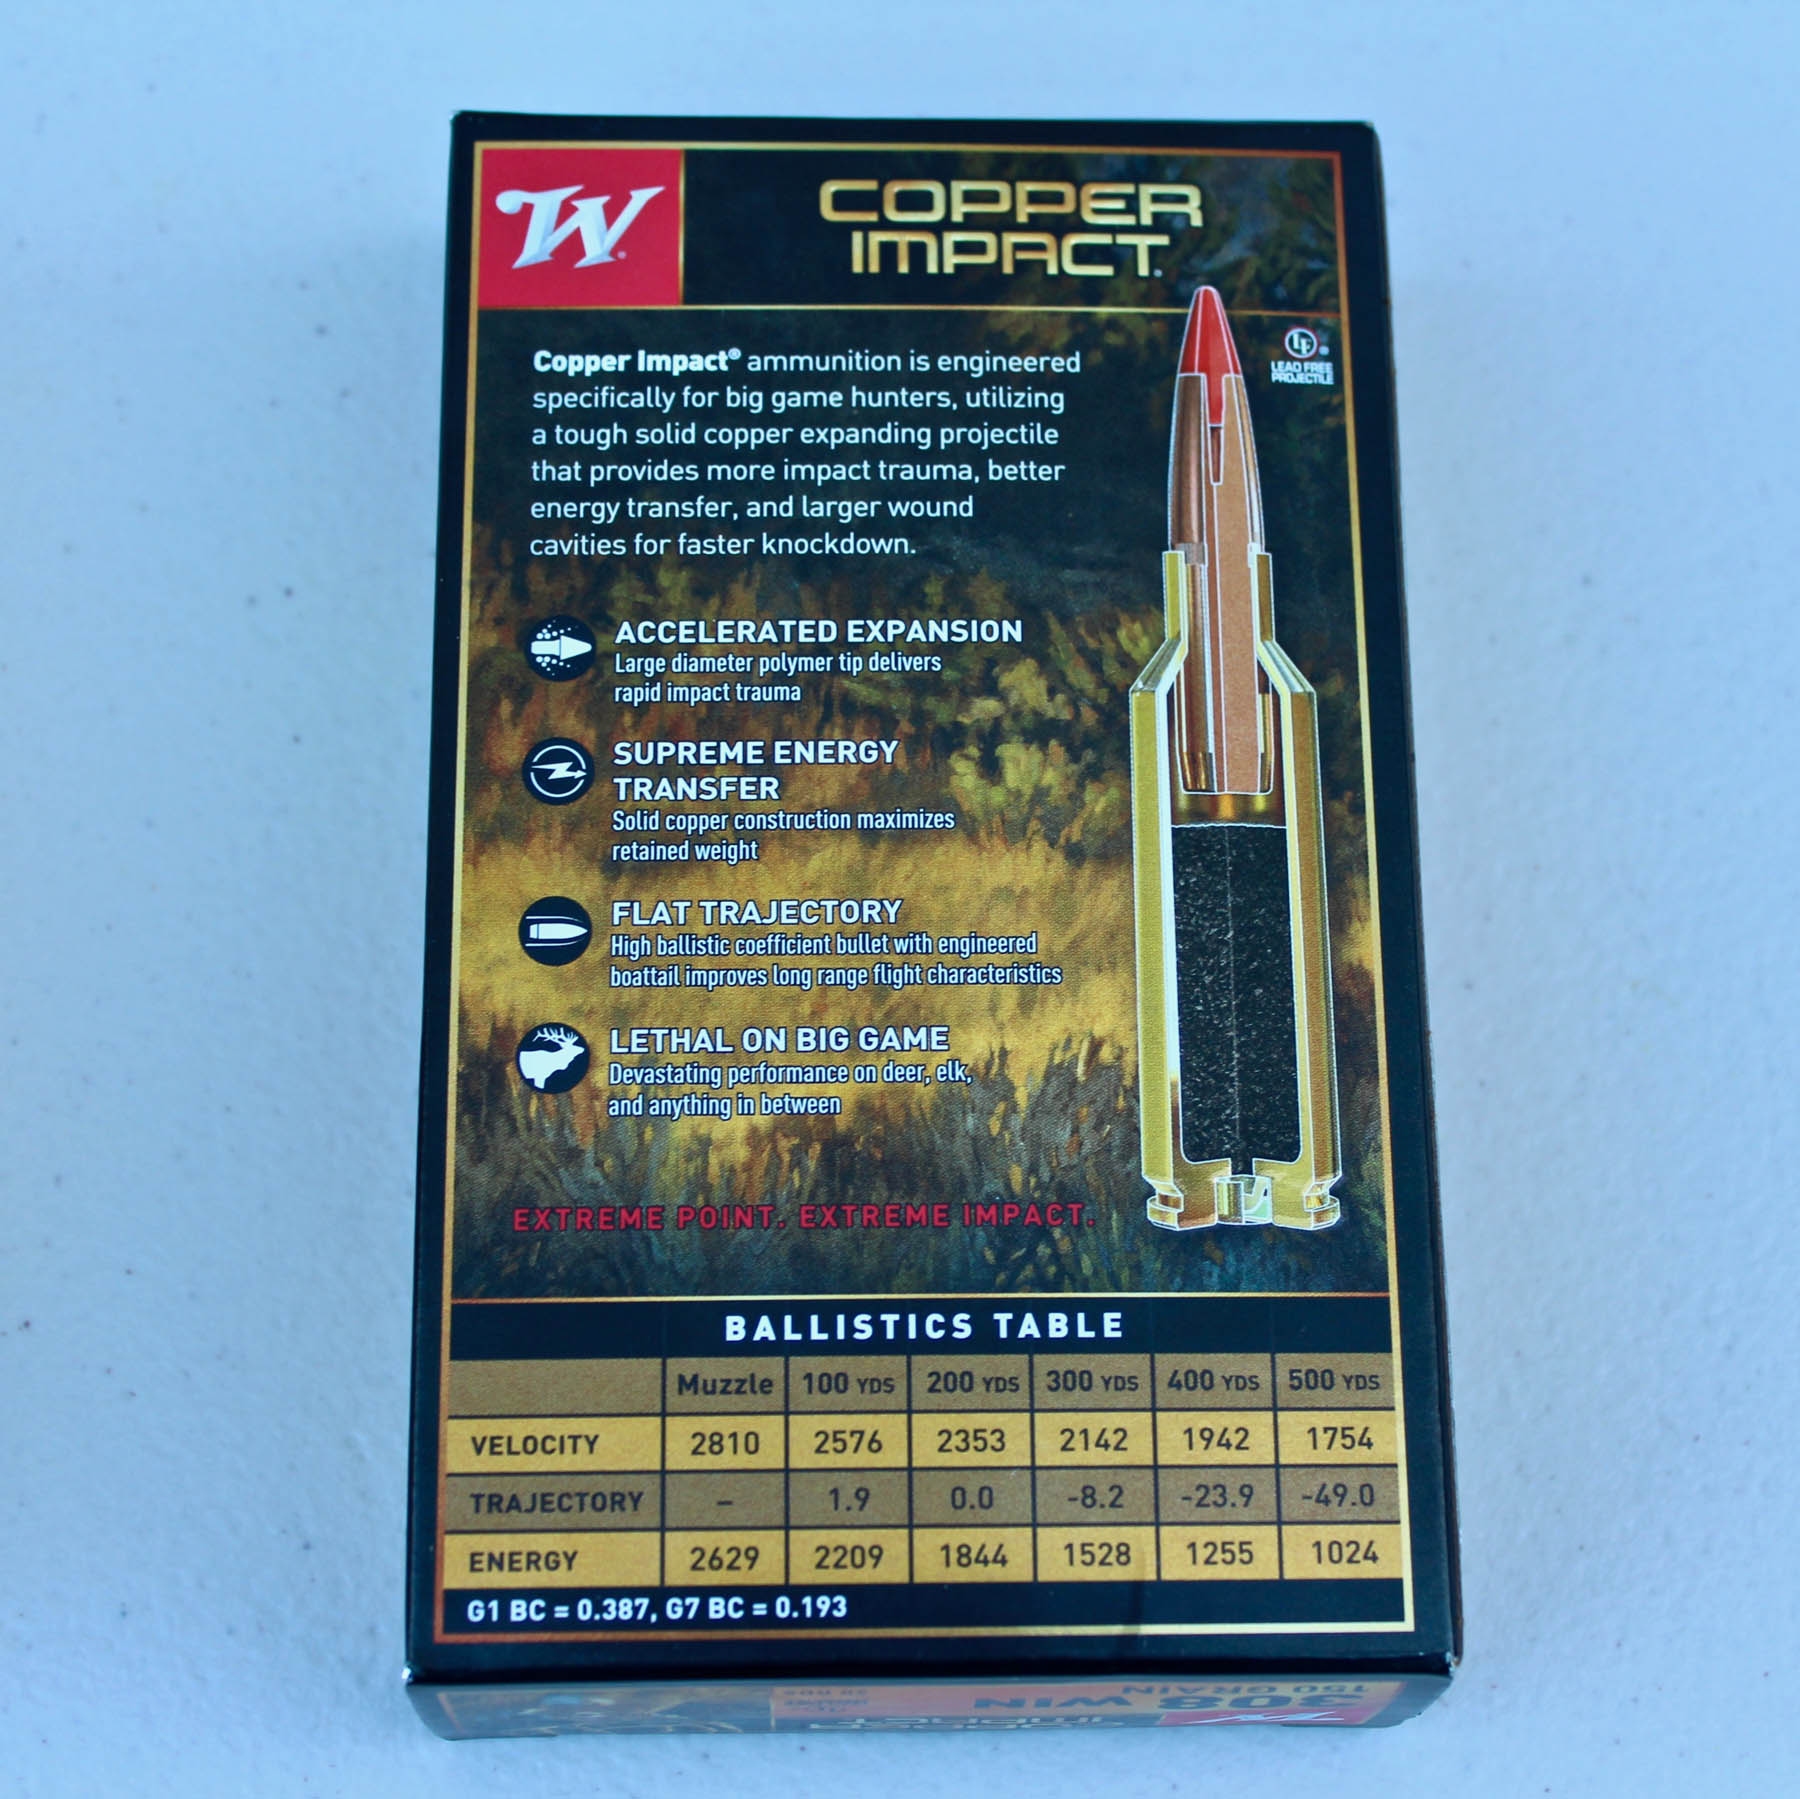 W®
COPPER
IMPACT.
LF
LEAD FREE
PROJECTILE
Copper Impact® ammunition is engineered
specifically for big game hunters, utilizing
a tough solid copper expanding projectile
that provides more impact trauma, better
energy transfer, and larger wound
cavities for faster knockdown.
ACCELERATED EXPANSION
Large diameter polymer tip delivers
rapid impact trauma
SUPREME ENERGY
TRANSFER
Solid copper construction maximizes
retained weight
FLAT TRAJECTORY
High ballistic coefficient bullet with engineered
boattail improves long range flight characteristics
LETHAL ON BIG GAME
Devastating performance on deer, elk,
and anything in between
EXTREME POINT. EXTREME IMPACT.
BALLISTICS TABLE
Muzzle 100 YDS 200 YDS 300 YDS 400 YDS 500 YDS
VELOCITY 2810 2576 2353 2142 1942 1754
TRAJECTORY – 1.9 0.0 -8.2 -23.9 -49.0
ENERGY 2629 2209 1844 1528 1255 1024
G1 BC = 0.387, G7 BC = 0.193
150 GRAIN
308 WIN
COPPER
IMPACT